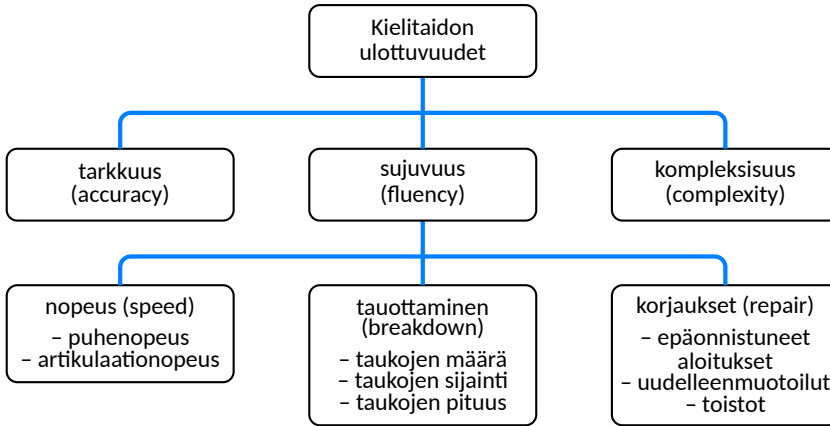 Kielitaidon
ulottuvuudet
tarkkuus
(accuracy)
sujuvuus
(fluency)
kompleksisuus
(complexity)
nopeus (speed)
– puhenopeus
– artikulaationopeus
tauottaminen
(breakdown)
– taukojen määrä
– taukojen sijainti
– taukojen pituus
korjaukset (repair)
– epäonnistuneet
aloitukset
– uudelleenmuotoilut
– toistot